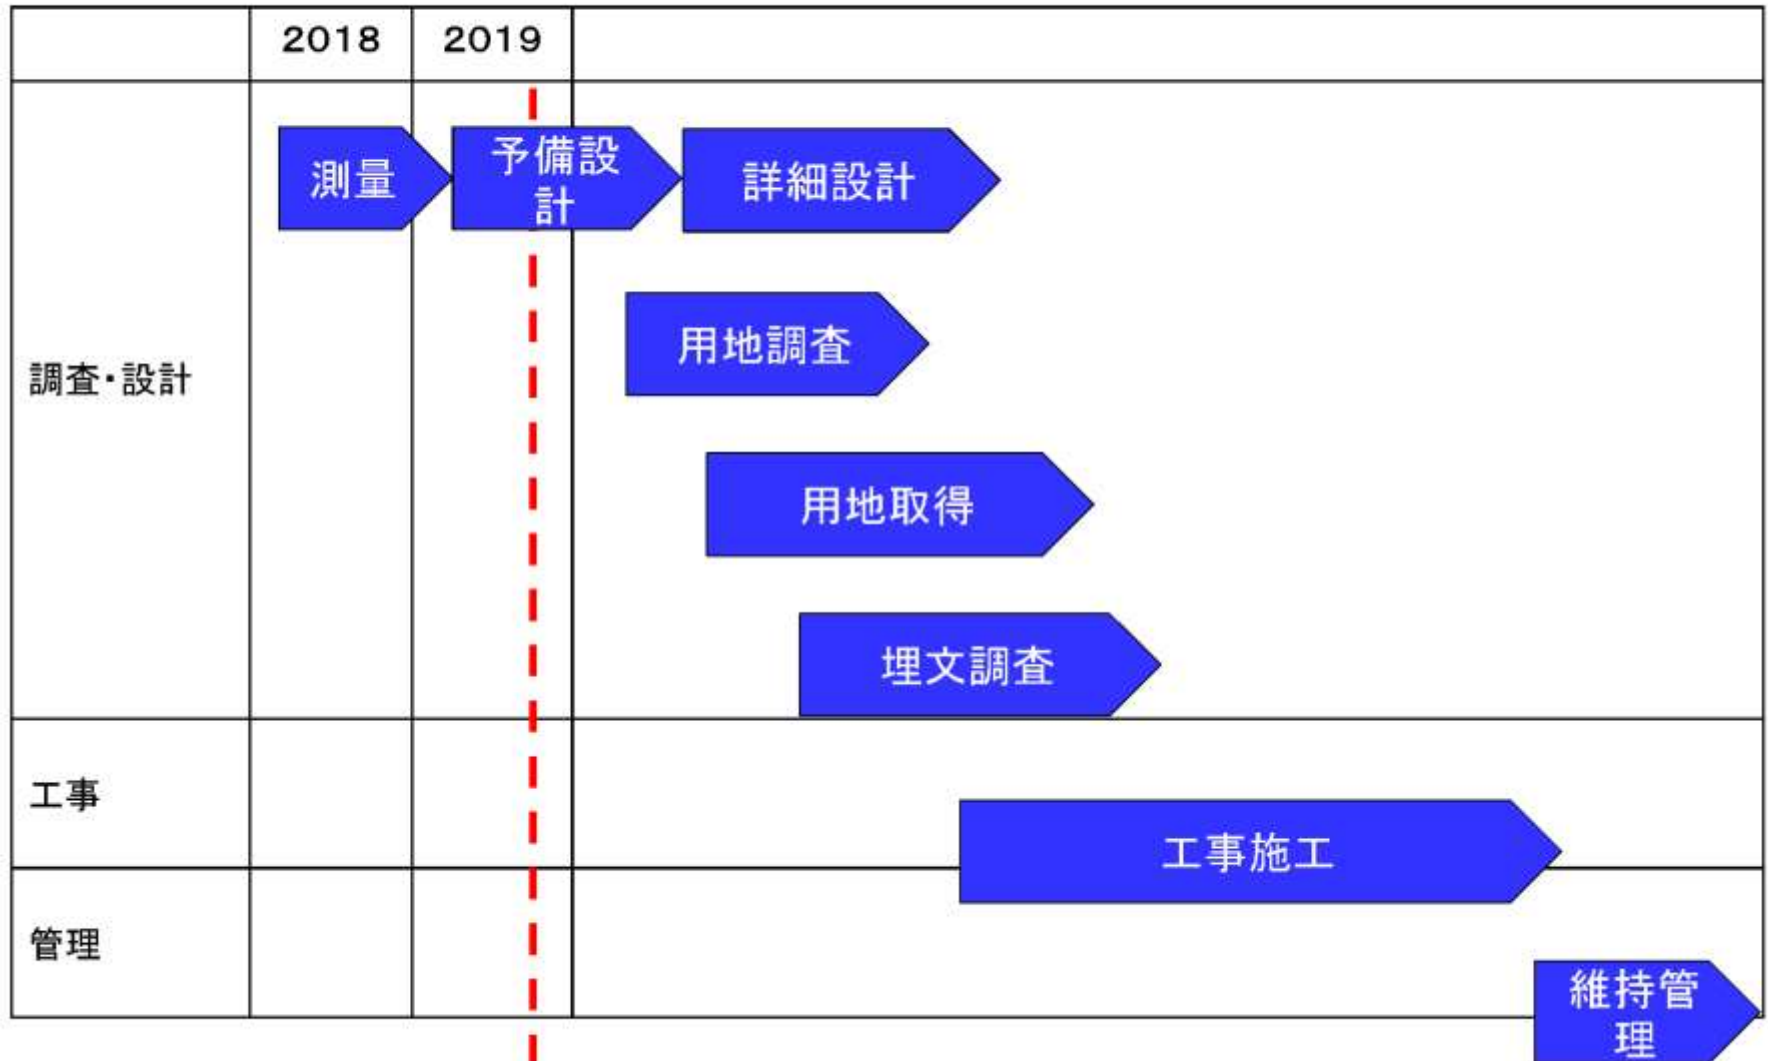 2018
2019
調査・設計
測量
予備設
計
詳細設計
用地調査
用地取得
埋文調査
工事
工事施工
管理
維持管
理